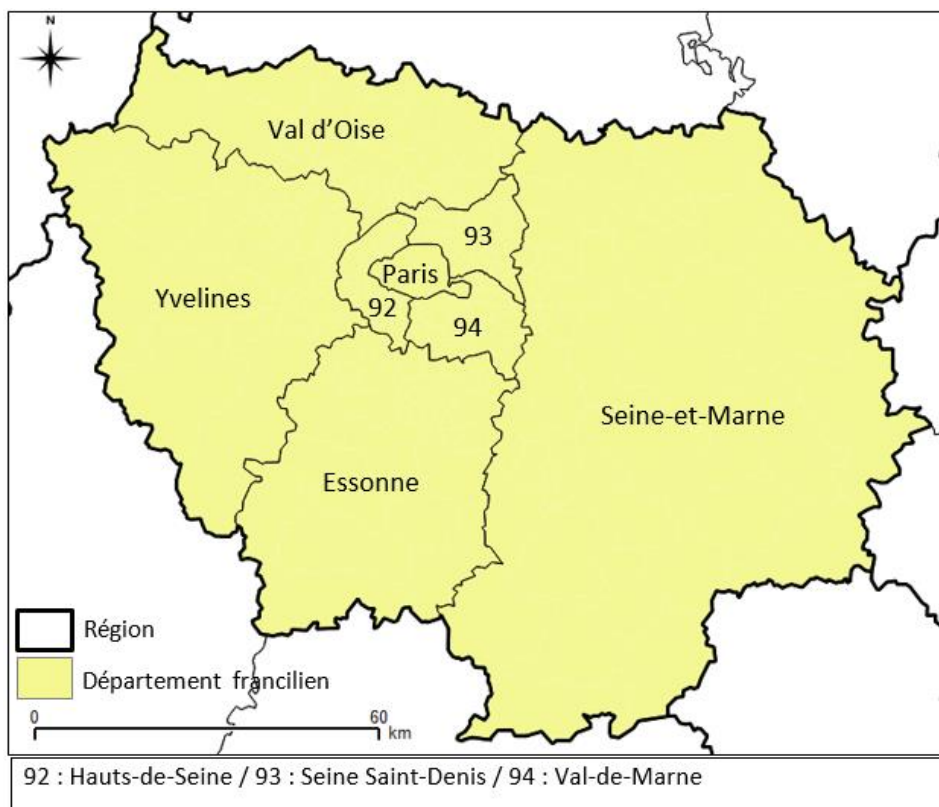 N
Val d’Oise
93
Paris
Yvelines
92
94
Seine-et-Marne
Essonne
Région
Département francilien
0 60
km
92 : Hauts-de-Seine / 93 : Seine Saint-Denis / 94 : Val-de-Marne